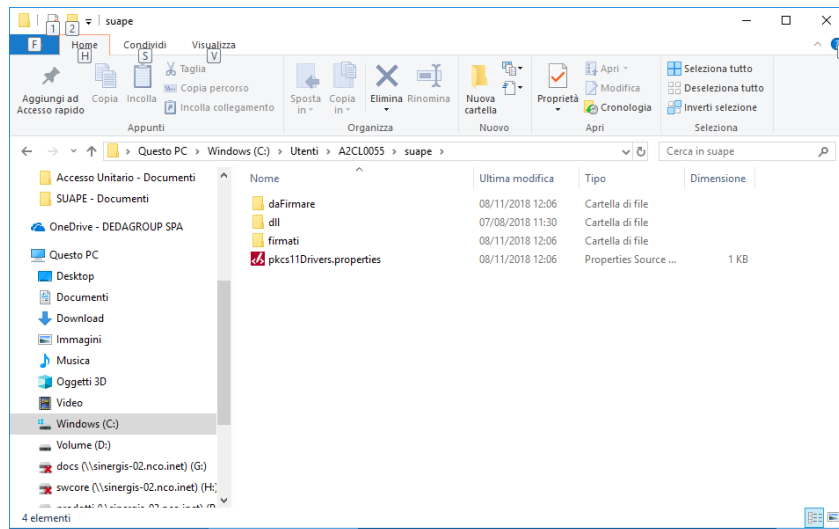 suape
1
2
F
Home
Condividi
Visualizza
H
S
V
Aggiungi ad
Accesso rapido
Copia
Incolla
Taglia
Copia percorso
Incolla collegamento
Appunti
Sposta
in
Copia
in
Elimina
Rinomina
Organizza
Nuova
cartella
Nuovo
Proprietà
Apri
Modifica
Cronologia
Apri
Seleziona tutto
Deseleziona tutto
Inverti selezione
Seleziona
Questo PC > Windows (C:) > Utenti > A2CL0055 > suape >
Cerca in suape
Accesso Unitario - Documenti
SUAPE - Documenti
OneDrive - DEDAGROUP SPA
Questo PC
Desktop
Documenti
Download
Immagini
Musica
Oggetti 3D
Video
Windows (C:)
Volume (D:)
docs (\\sinergis-02.nco.inet) (G:)
swcore (\\sinergis-02.nco.inet) (H:)
Nome Ultima modifica Tipo Dimensione
daFirmare 08/11/2018 12:06 Cartella di file
dll 07/08/2018 11:30 Cartella di file
firmati 08/11/2018 12:06 Cartella di file
pkcs11Drivers.properties 08/11/2018 12:06 Properties Source ... 1 KB
4 elementi